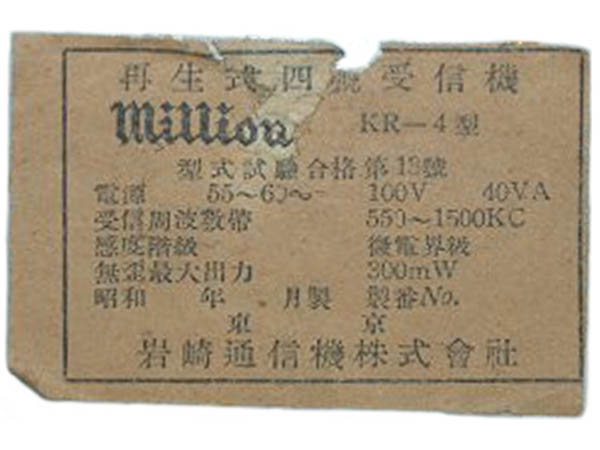 再生式四號受信機
Million KR-4型
型式試驗合格第13號
電源 55~60~ 100V 40VA
受信周波數帶 550~1500KC
感度階級 微電界級
無歪最大出力 300mW
昭和 年 月製 製番No.
東京
岩崎通信機株式會社